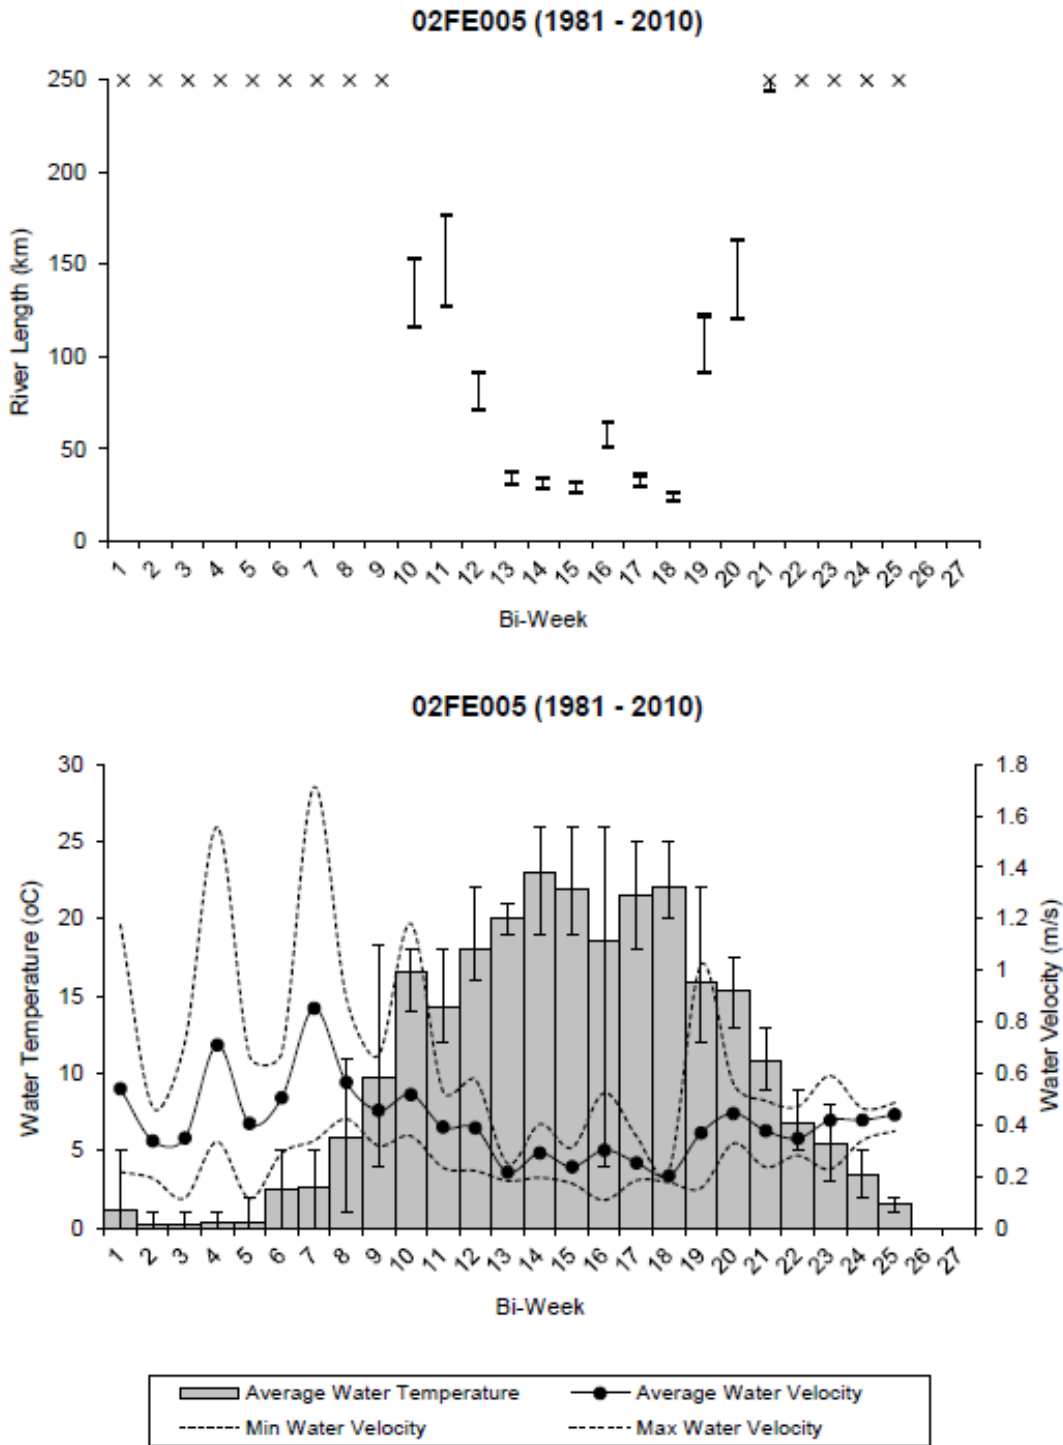 02FE005 (1981 - 2010)
250
200
150
100
50
0
River Length (km)
1 2 3 4 5 6 7 8 9 10 11 12 13 14 15 16 17 18 19 20 21 22 23 24 25 26 27
Bi-Week
02FE005 (1981 - 2010)
30 1.8
1.6
25
1.4
20 1.2
1
15
0.8
10 0.6
0.4
5
0.2
0 0
Water Temperature (oC)
Water Velocity (m/s)
1 2 3 4 5 6 7 8 9 10 11 12 13 14 15 16 17 18 19 20 21 22 23 24 25 26 27
Bi-Week
Average Water Temperature Average Water Velocity
Min Water Velocity Max Water Velocity